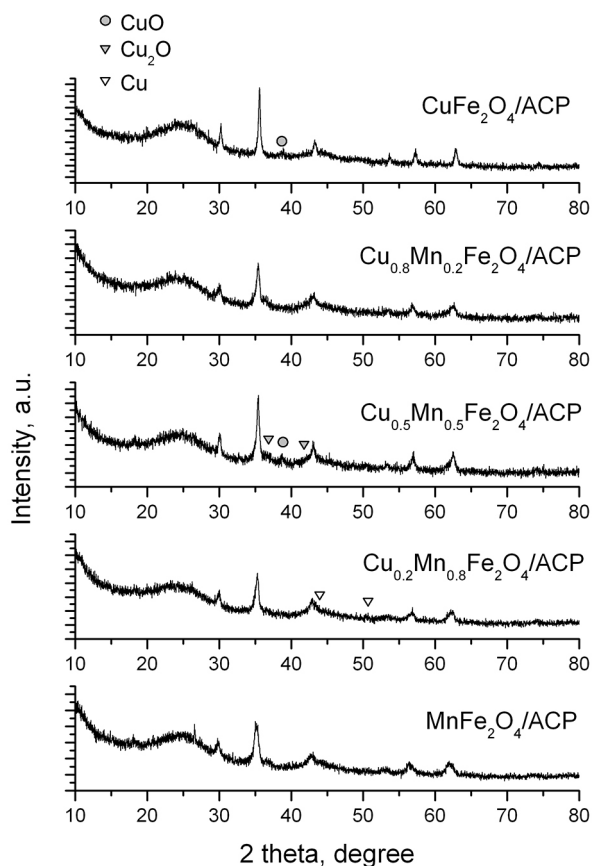 CuO
Cu₂O
Cu
CuFe₂O₄/ACP
10 20 30 40 50 60 70 80
Cu₀.₈Mn₀.₂Fe₂O₄/ACP
10 20 30 40 50 60 70 80
Cu₀.₅Mn₀.₅Fe₂O₄/ACP
10 20 30 40 50 60 70 80
Cu₀.₂Mn₀.₈Fe₂O₄/ACP
10 20 30 40 50 60 70 80
MnFe₂O₄/ACP
10 20 30 40 50 60 70 80
Intensity, a.u.
2 theta, degree